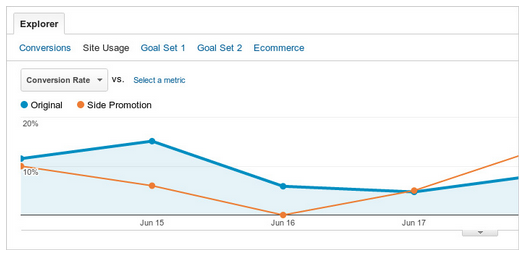 Explorer
Conversions Site Usage Goal Set 1 Goal Set 2 Ecommerce
Conversion Rate vs. Select a metric
Original Side Promotion
20%
10%
Jun 15 Jun 16 Jun 17